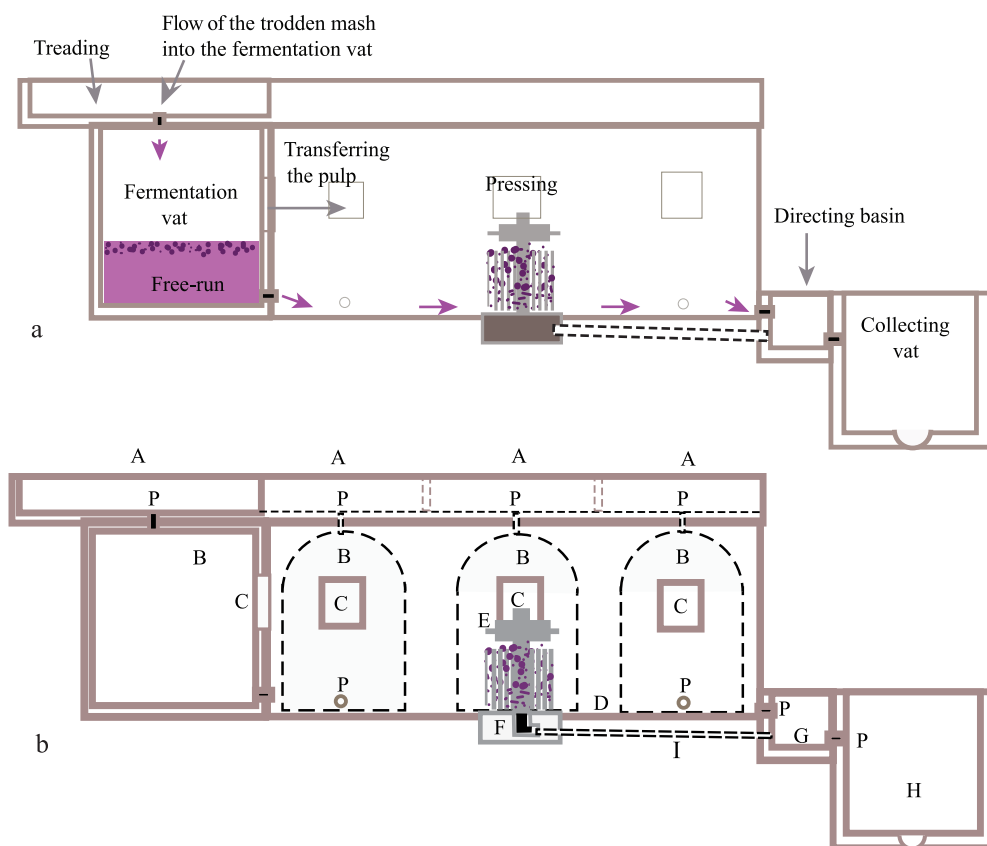 Flow of the trodden mash
into the fermentation vat
Treading
Transferring
the pulp
Pressing
Fermentation
vat
Directing basin
Free-run
Collecting
vat
a
A A A A
P P P P
B B B B
C C C C
E
P P
D
P
F G P
I
H
b